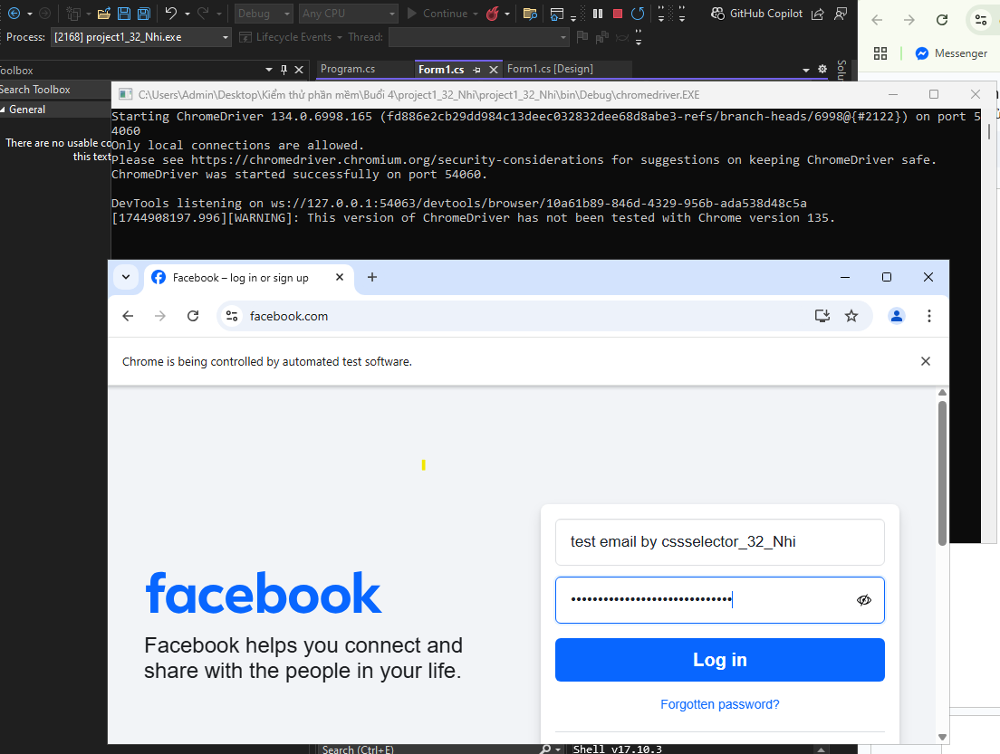 Debug
Any CPU
Continue
GitHub Copilot
Process:
[2168] project1_32_Nhi.exe
Lifecycle Events
Thread:
Messenger
Toolbox
Program.cs
Form1.cs
Form1.cs [Design]
Search Toolbox
General
There are no usable co
this text
C:\Users\Admin\Desktop\Kiểm thử phần mềm\Buổi 4\project1_32_Nhi\project1_32_Nhi\bin\Debug\chromedriver.EXE
Starting ChromeDriver 134.0.6998.165 (fd886e2cb29dd984c13deec032832dee68d8abe3-refs/branch-heads/6998@{#2122}) on port 5
4060
Only local connections are allowed.
Please see https://chromedriver.chromium.org/security-considerations for suggestions on keeping ChromeDriver safe.
ChromeDriver was started successfully on port 54060.
DevTools listening on ws://127.0.0.1:54063/devtools/browser/10a61b89-846d-4329-956b-ada538d48c5a
[1744908197.996][WARNING]: This version of ChromeDriver has not been tested with Chrome version 135.
Facebook – log in or sign up
facebook.com
Chrome is being controlled by automated test software.
test email by cssselector_32_Nhi
facebook
Facebook helps you connect and
share with the people in your life.
Log in
Forgotten password?
Search (Ctrl+E)
Shell v17.10.3